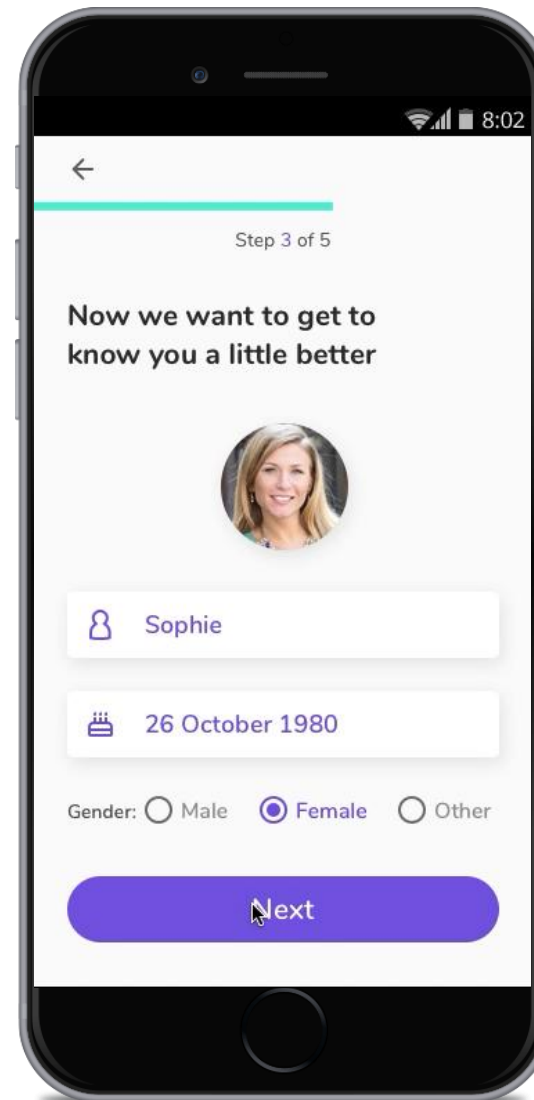 8:02
Step 3 of 5
Now we want to get to
know you a little better
Sophie
26 October 1980
Gender: Male Female Other
Next